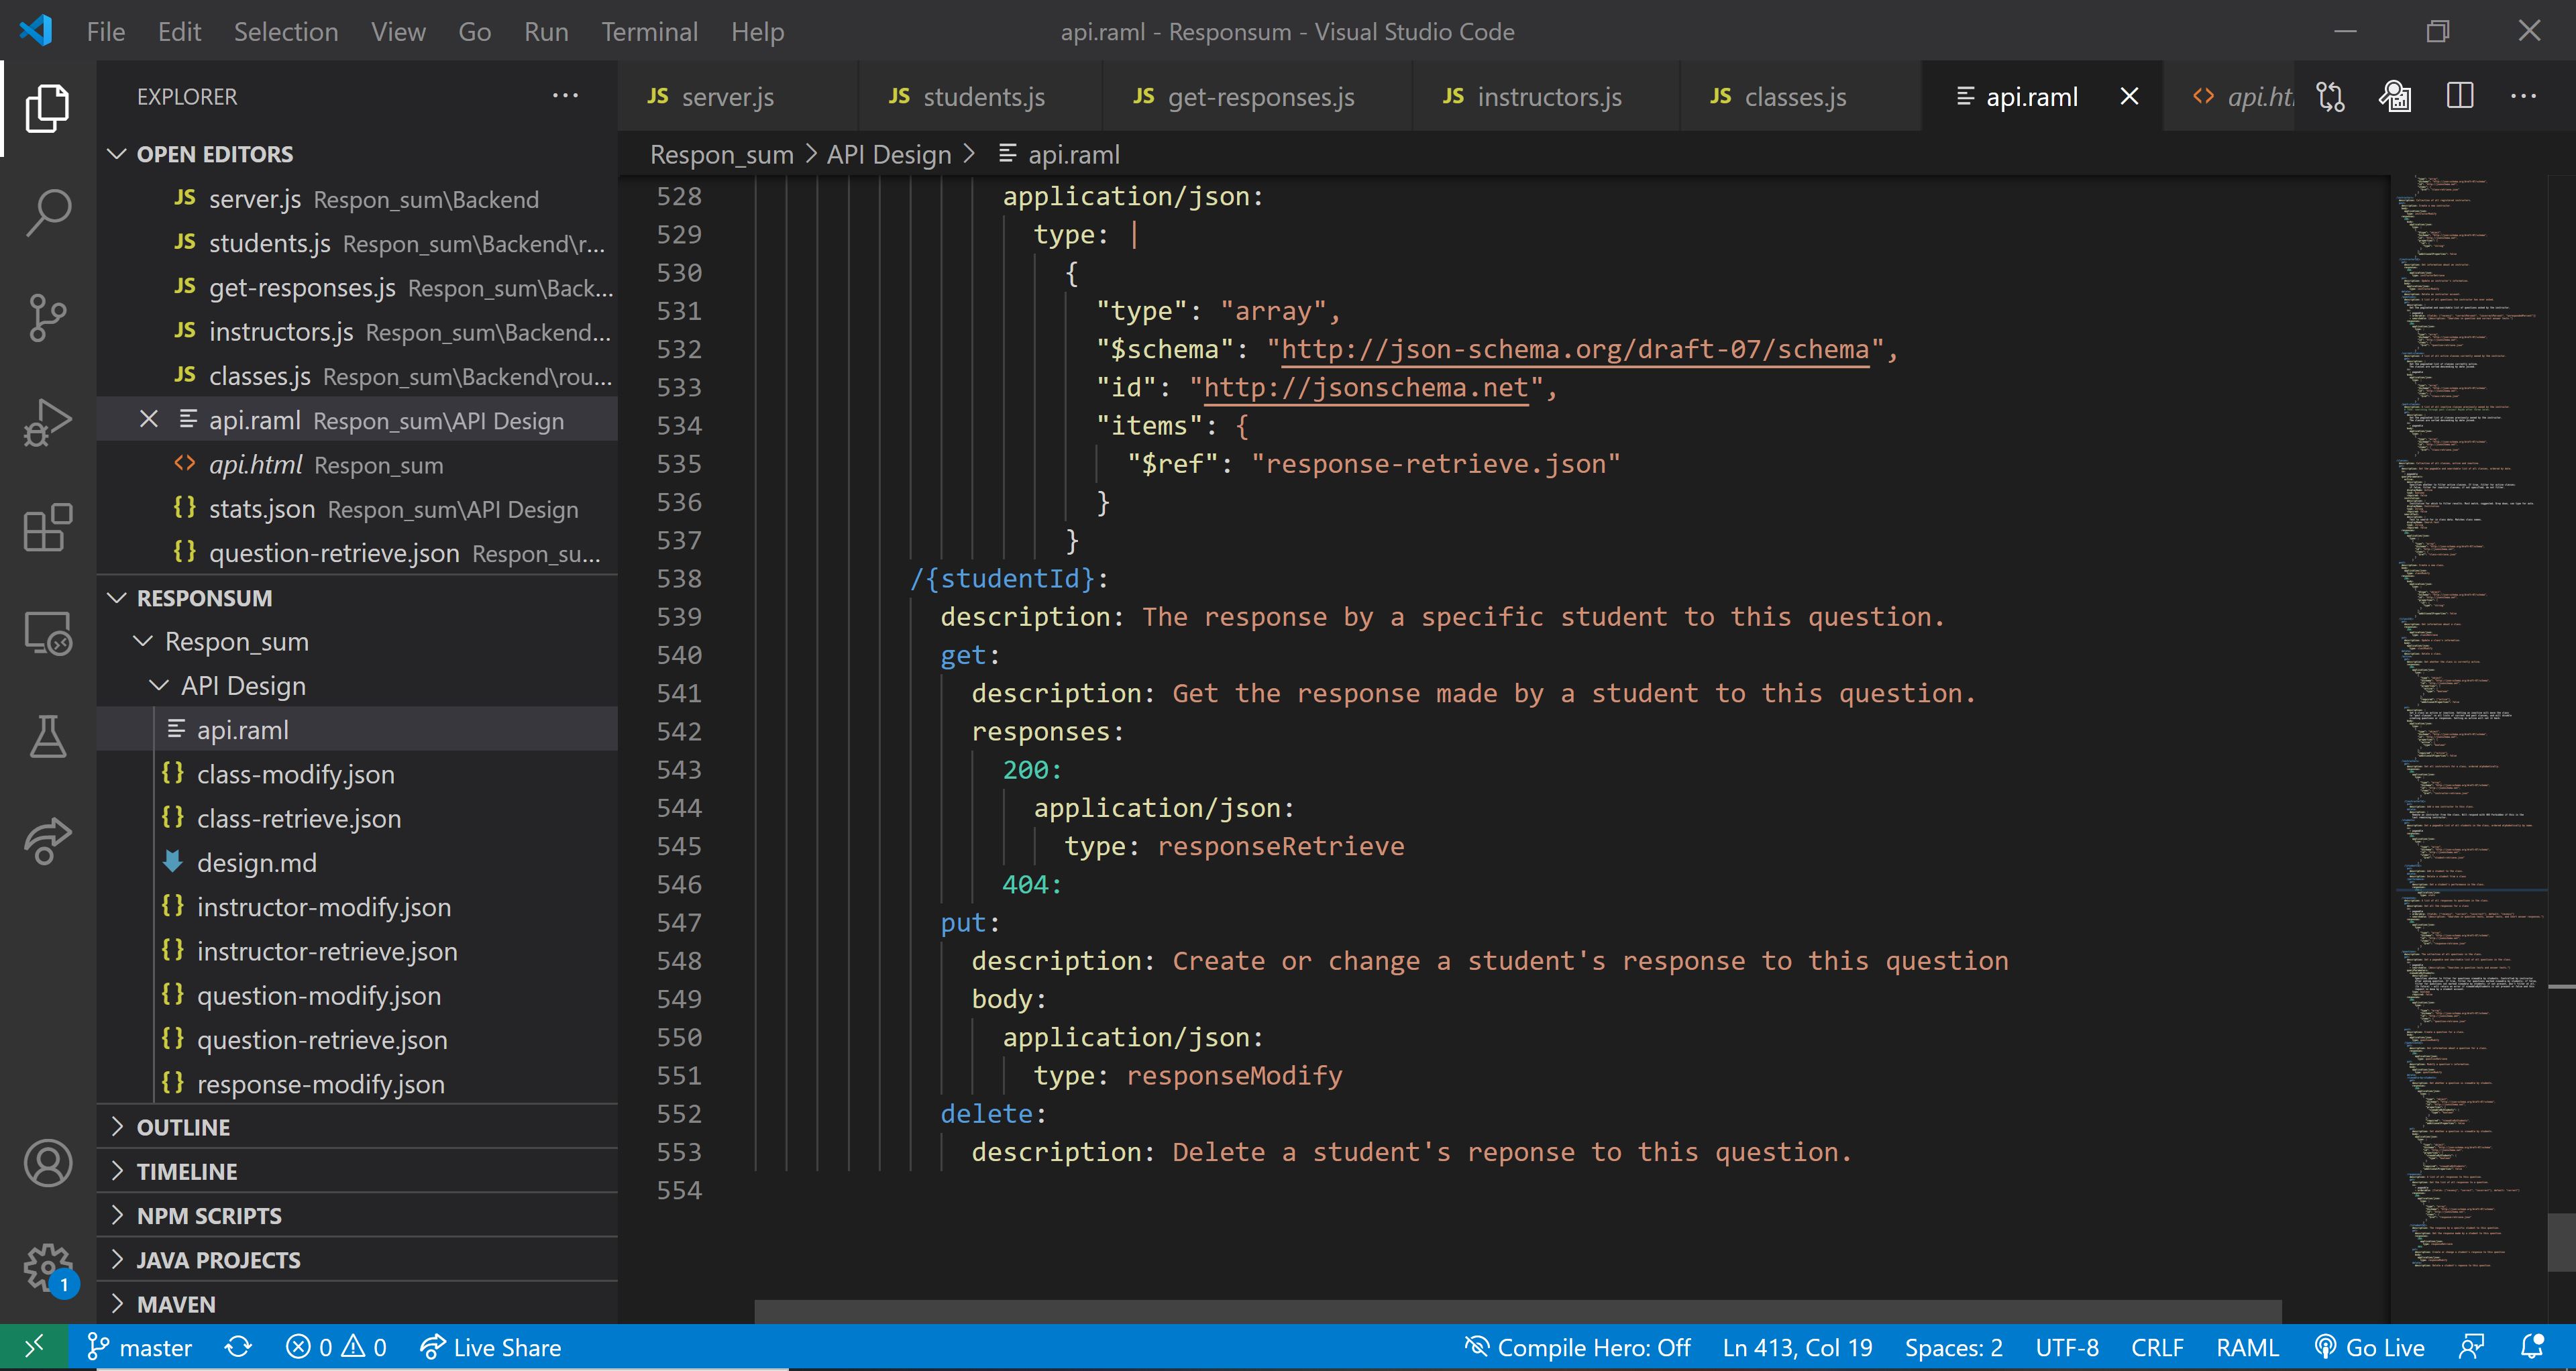 File Edit Selection View Go Run Terminal Help
api.raml - Responsum - Visual Studio Code
EXPLORER
OPEN EDITORS
JS server.js Respon_sum\Backend
JS students.js Respon_sum\Backend\r...
JS get-responses.js Respon_sum\Back...
JS instructors.js Respon_sum\Backend...
JS classes.js Respon_sum\Backend\rou...
api.raml Respon_sum\API Design
<> api.html Respon_sum
{} stats.json Respon_sum\API Design
{} question-retrieve.json Respon_su...
RESPONSUM
Respon_sum
API Design
api.raml
{} class-modify.json
{} class-retrieve.json
design.md
{} instructor-modify.json
{} instructor-retrieve.json
{} question-modify.json
{} question-retrieve.json
{} response-modify.json
OUTLINE
TIMELINE
NPM SCRIPTS
JAVA PROJECTS
MAVEN
1
JS server.js JS students.js JS get-responses.js JS instructors.js JS classes.js api.raml <> api.ht
Respon_sum > API Design > api.raml
528 application/json:
529 type: |
530 {
531 "type": "array",
532 "$schema": "http://json-schema.org/draft-07/schema",
533 "id": "http://jsonschema.net",
534 "items": {
535 "$ref": "response-retrieve.json"
536 }
537 }
538 /{studentId}:
539 description: The response by a specific student to this question.
540 get:
541 description: Get the response made by a student to this question.
542 responses:
543 200:
544 application/json:
545 type: responseRetrieve
546 404:
547 put:
548 description: Create or change a student's response to this question
549 body:
550 application/json:
551 type: responseModify
552 delete:
553 description: Delete a student's reponse to this question.
554
master 0 0 Live Share Compile Hero: Off Ln 413, Col 19 Spaces: 2 UTF-8 CRLF RAML Go Live